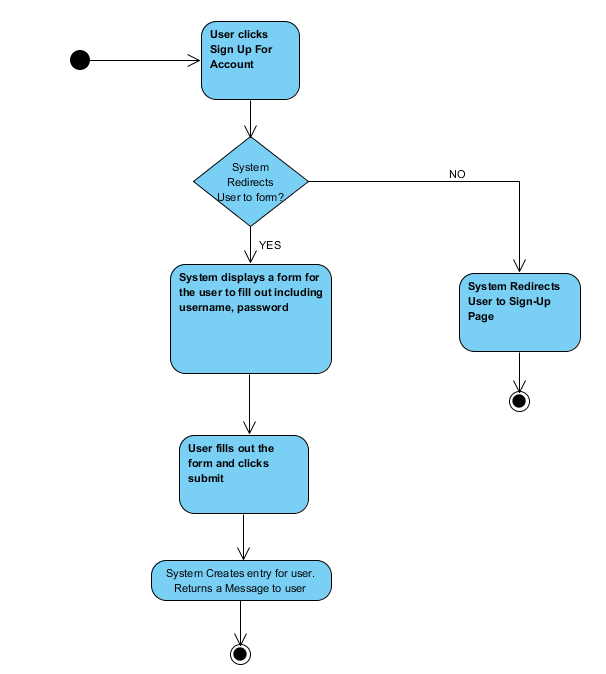 User clicks
Sign Up For
Account
System
Redirects
User to form?
NO
YES
System displays a form for
the user to fill out including
username, password
System Redirects
User to Sign-Up
Page
User fills out the
form and clicks
submit
System Creates entry for user.
Returns a Message to user